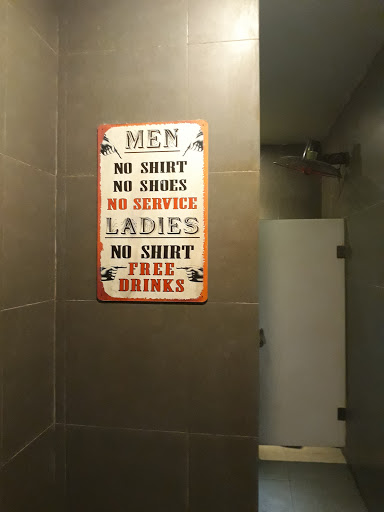 MEN
NO SHIRT
NO SHOES
NO SERVICE
LADIES
NO SHIRT
FREE
DRINKS